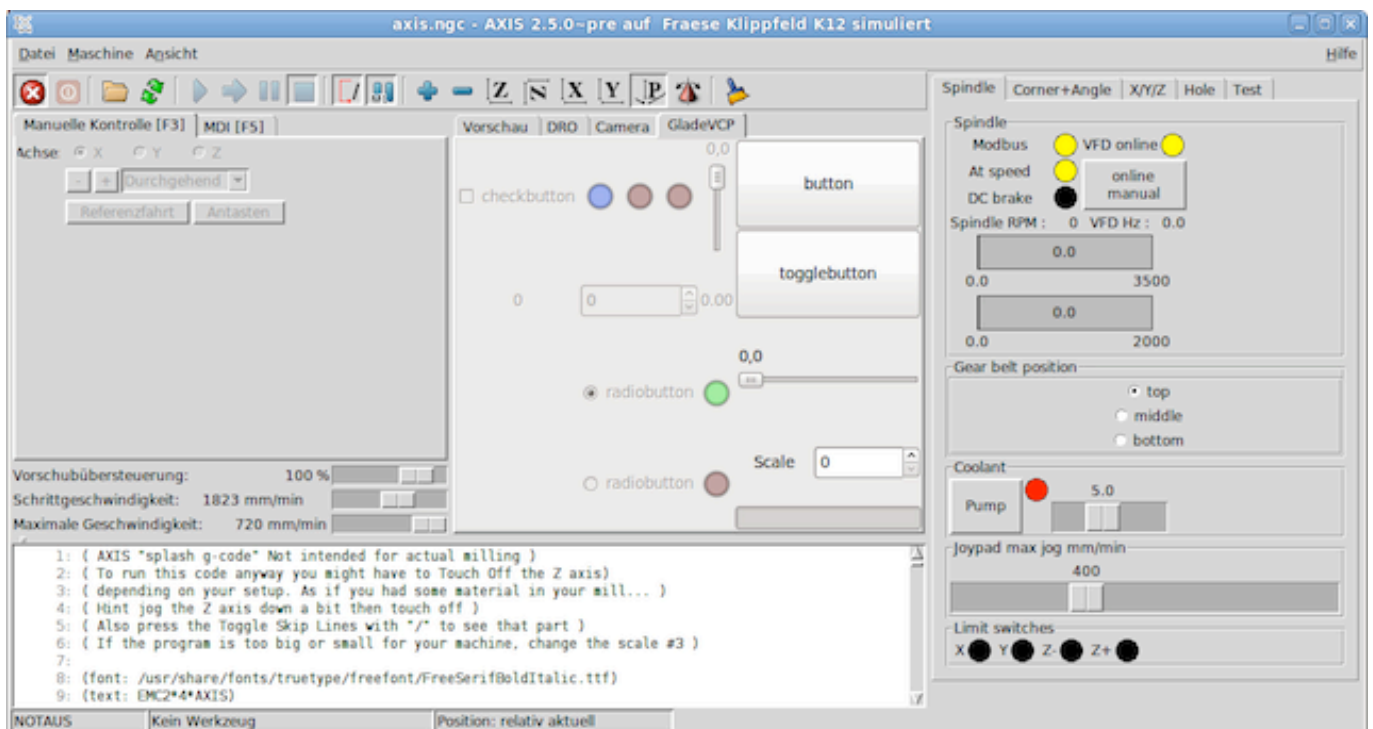 axis.ngc - AXIS 2.5.0~pre auf Fraese Klippfeld K12 simuliert
Datei Maschine Ansicht Hilfe
Z N X Y P
Manuelle Kontrolle [F3] MDI [F5]
Achse: X Y Z
- + Durchgehend
Referenzfahrt Antasten
Vorschubübersteuerung: 100 %
Schrittgeschwindigkeit: 1823 mm/min
Maximale Geschwindigkeit: 720 mm/min
Vorschau DRO Camera GladeVCP
0,0
checkbutton
button
togglebutton
0 0 0.00
0,0
radiobutton
Scale 0
radiobutton
Spindle Corner+Angle X/Y/Z Hole Test
Spindle
Modbus VFD online
At speed
online
manual
DC brake
Spindle RPM : 0 VFD Hz : 0.0
0.0
0.0 3500
0.0
0.0 2000
Gear belt position
top
middle
bottom
Coolant
Pump 5.0
Joypad max jog mm/min
400
Limit switches
X Y Z- Z+
1: ( AXIS "splash g-code" Not intended for actual milling )
2: ( To run this code anyway you might have to Touch Off the Z axis)
3: ( depending on your setup. As if you had some material in your mill... )
4: ( Hint jog the Z axis down a bit then touch off )
5: ( Also press the Toggle Skip Lines with "/" to see that part )
6: ( If the program is too big or small for your machine, change the scale #3 )
7:
8: (font: /usr/share/fonts/truetype/freefont/FreeSerifBoldItalic.ttf)
9: (text: EMC2*4*AXIS)
NOTAUS Kein Werkzeug Position: relativ aktuell